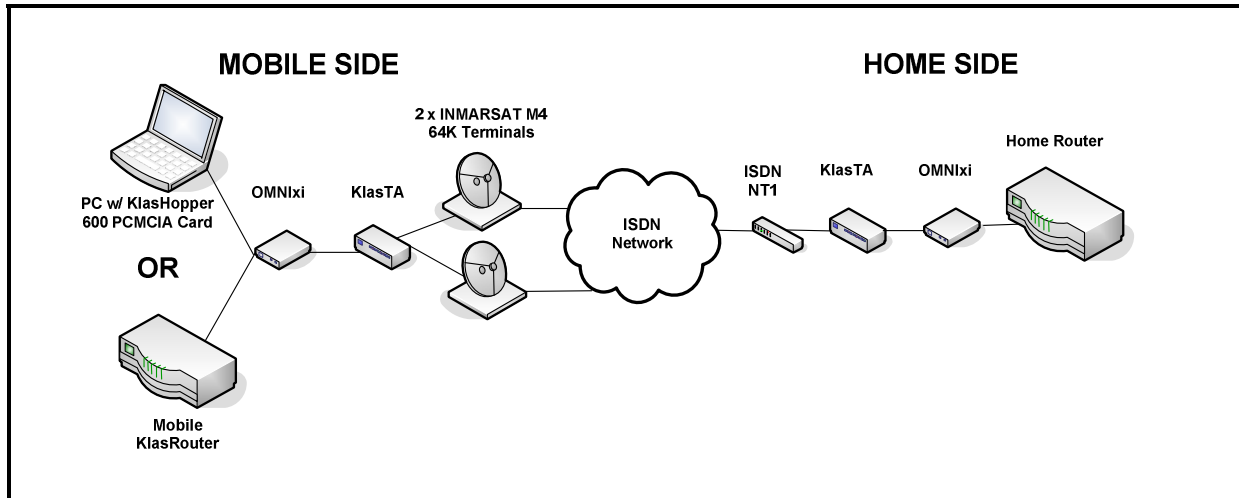 MOBILE SIDE
HOME SIDE
2 x INMARSAT M4
64K Terminals
PC w/ KlasHopper
600 PCMCIA Card
OMNIxi
KlasTA
OR
Mobile
KlasRouter
ISDN
Network
ISDN
NT1
KlasTA
OMNIxi
Home Router